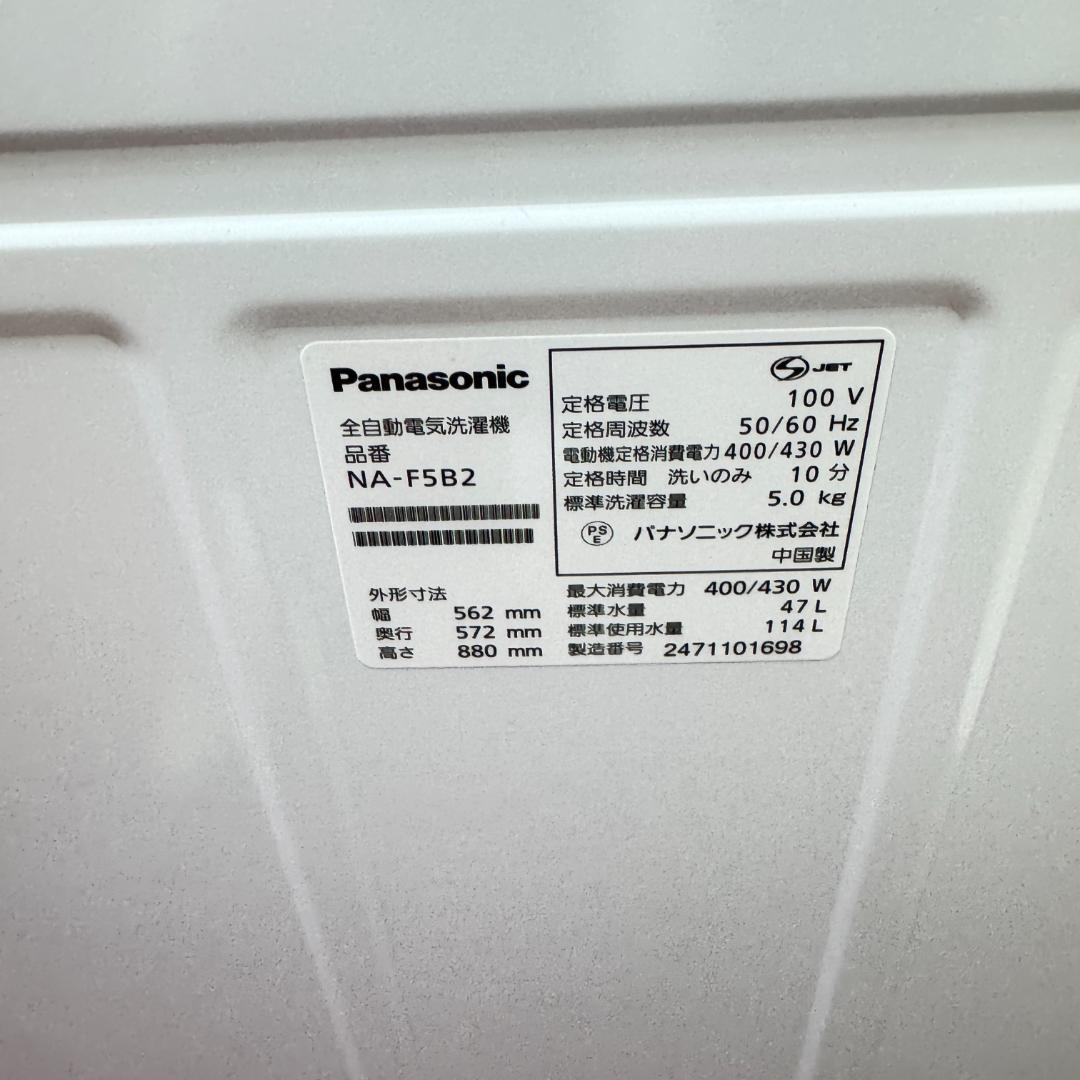 Panasonic
全自動電気洗濯機
品番
NA-F5B2
外形寸法
幅 562 mm
奥行 572 mm
高さ 880 mm
S JET
定格電圧 100 V
定格周波数 50/60 Hz
電動機定格消費電力 400/430 W
定格時間 洗いのみ 10 分
標準洗濯容量 5.0 kg
PS E パナソニック株式会社
中国製
最大消費電力 400/430 W
標準水量 47 L
標準使用水量 114 L
製造番号 2471101698